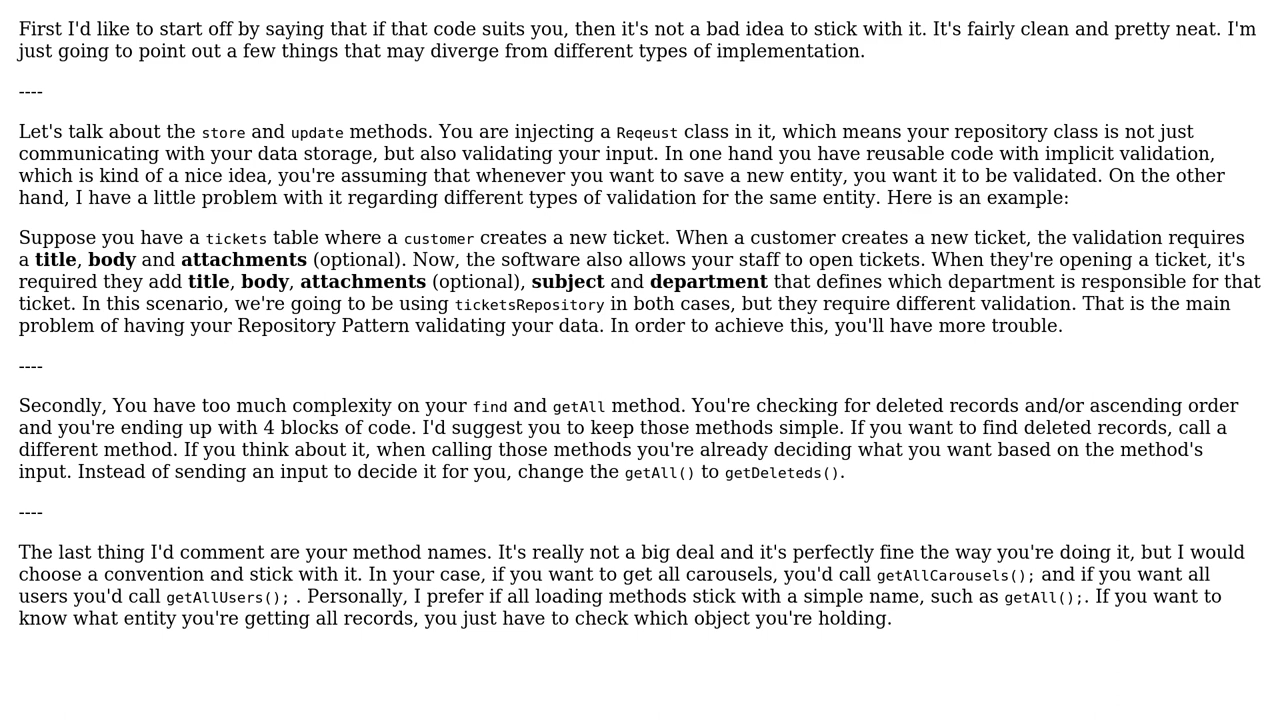 First I'd like to start off by saying that if that code suits you, then it's not a bad idea to stick with it. It's fairly clean and pretty neat. I'm
just going to point out a few things that may diverge from different types of implementation.
----
Let's talk about the store and update methods. You are injecting a Reqeust class in it, which means your repository class is not just
communicating with your data storage, but also validating your input. In one hand you have reusable code with implicit validation,
which is kind of a nice idea, you're assuming that whenever you want to save a new entity, you want it to be validated. On the other
hand, I have a little problem with it regarding different types of validation for the same entity. Here is an example:
Suppose you have a tickets table where a customer creates a new ticket. When a customer creates a new ticket, the validation requires
a title, body and attachments (optional). Now, the software also allows your staff to open tickets. When they're opening a ticket, it's
required they add title, body, attachments (optional), subject and department that defines which department is responsible for that
ticket. In this scenario, we're going to be using ticketsRepository in both cases, but they require different validation. That is the main
problem of having your Repository Pattern validating your data. In order to achieve this, you'll have more trouble.
----
Secondly, You have too much complexity on your find and getAll method. You're checking for deleted records and/or ascending order
and you're ending up with 4 blocks of code. I'd suggest you to keep those methods simple. If you want to find deleted records, call a
different method. If you think about it, when calling those methods you're already deciding what you want based on the method's
input. Instead of sending an input to decide it for you, change the getAll() to getDeleteds().
----
The last thing I'd comment are your method names. It's really not a big deal and it's perfectly fine the way you're doing it, but I would
choose a convention and stick with it. In your case, if you want to get all carousels, you'd call getAllCarousels(); and if you want all
users you'd call getAllUsers(); . Personally, I prefer if all loading methods stick with a simple name, such as getAll();. If you want to
know what entity you're getting all records, you just have to check which object you're holding.